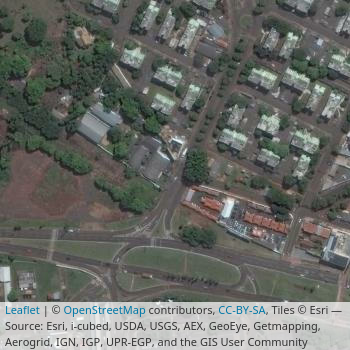 Leaflet | © OpenStreetMap contributors, CC-BY-SA, Tiles © Esri —
Source: Esri, i-cubed, USDA, USGS, AEX, GeoEye, Getmapping,
Aerogrid, IGN, IGP, UPR-EGP, and the GIS User Community